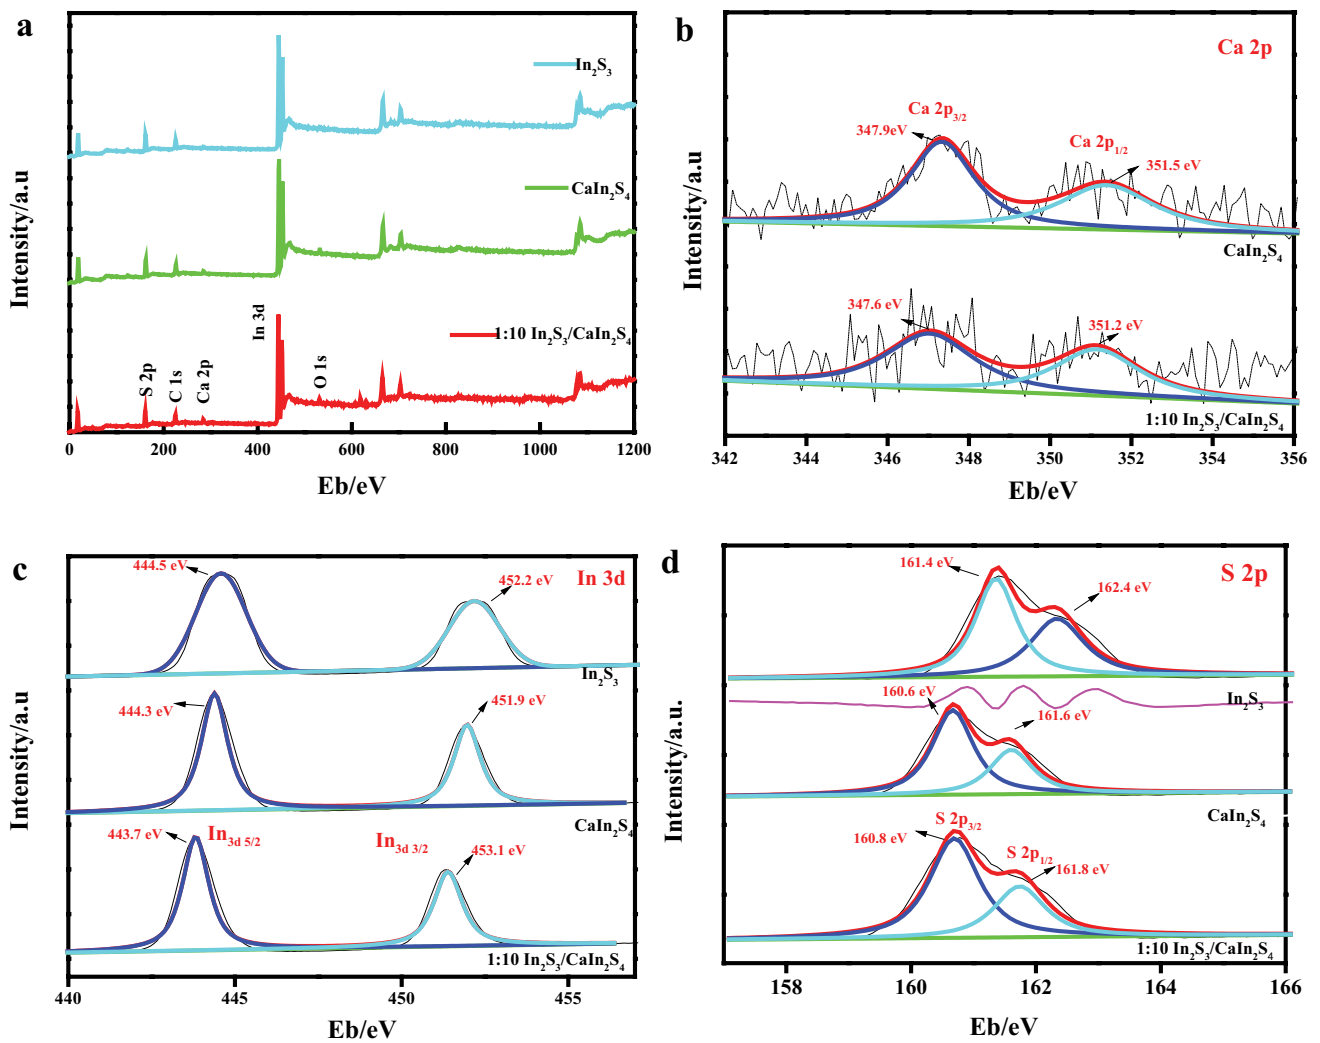 a
In₂S₃
CaIn₂S₄
1:10 In₂S₃/CaIn₂S₄
S 2p
C 1s
Ca 2p
In 3d
O 1s
Intensity/a.u
0 200 400 600 800 1000 1200
Eb/eV
b
Ca 2p
Ca 2p₃/₂
347.9eV
Ca 2p₁/₂
351.5 eV
CaIn₂S₄
347.6 eV
351.2 eV
1:10 In₂S₃/CaIn₂S₄
Intensity/a.u
342 344 346 348 350 352 354 356
Eb/eV
c
In 3d
444.5 eV
452.2 eV
In₂S₃
444.3 eV
451.9 eV
CaIn₂S₄
443.7 eV
In₃d ₅/₂
In₃d ₃/₂
453.1 eV
1:10 In₂S₃/CaIn₂S₄
Intensity/a.u
440 445 450 455
Eb/eV
d
S 2p
161.4 eV
162.4 eV
In₂S₃
160.6 eV
161.6 eV
CaIn₂S₄
S 2p₃/₂
160.8 eV
S 2p₁/₂
161.8 eV
1:10 In₂S₃/CaIn₂S₄
Intensity/a.u.
158 160 162 164 166
Eb/eV